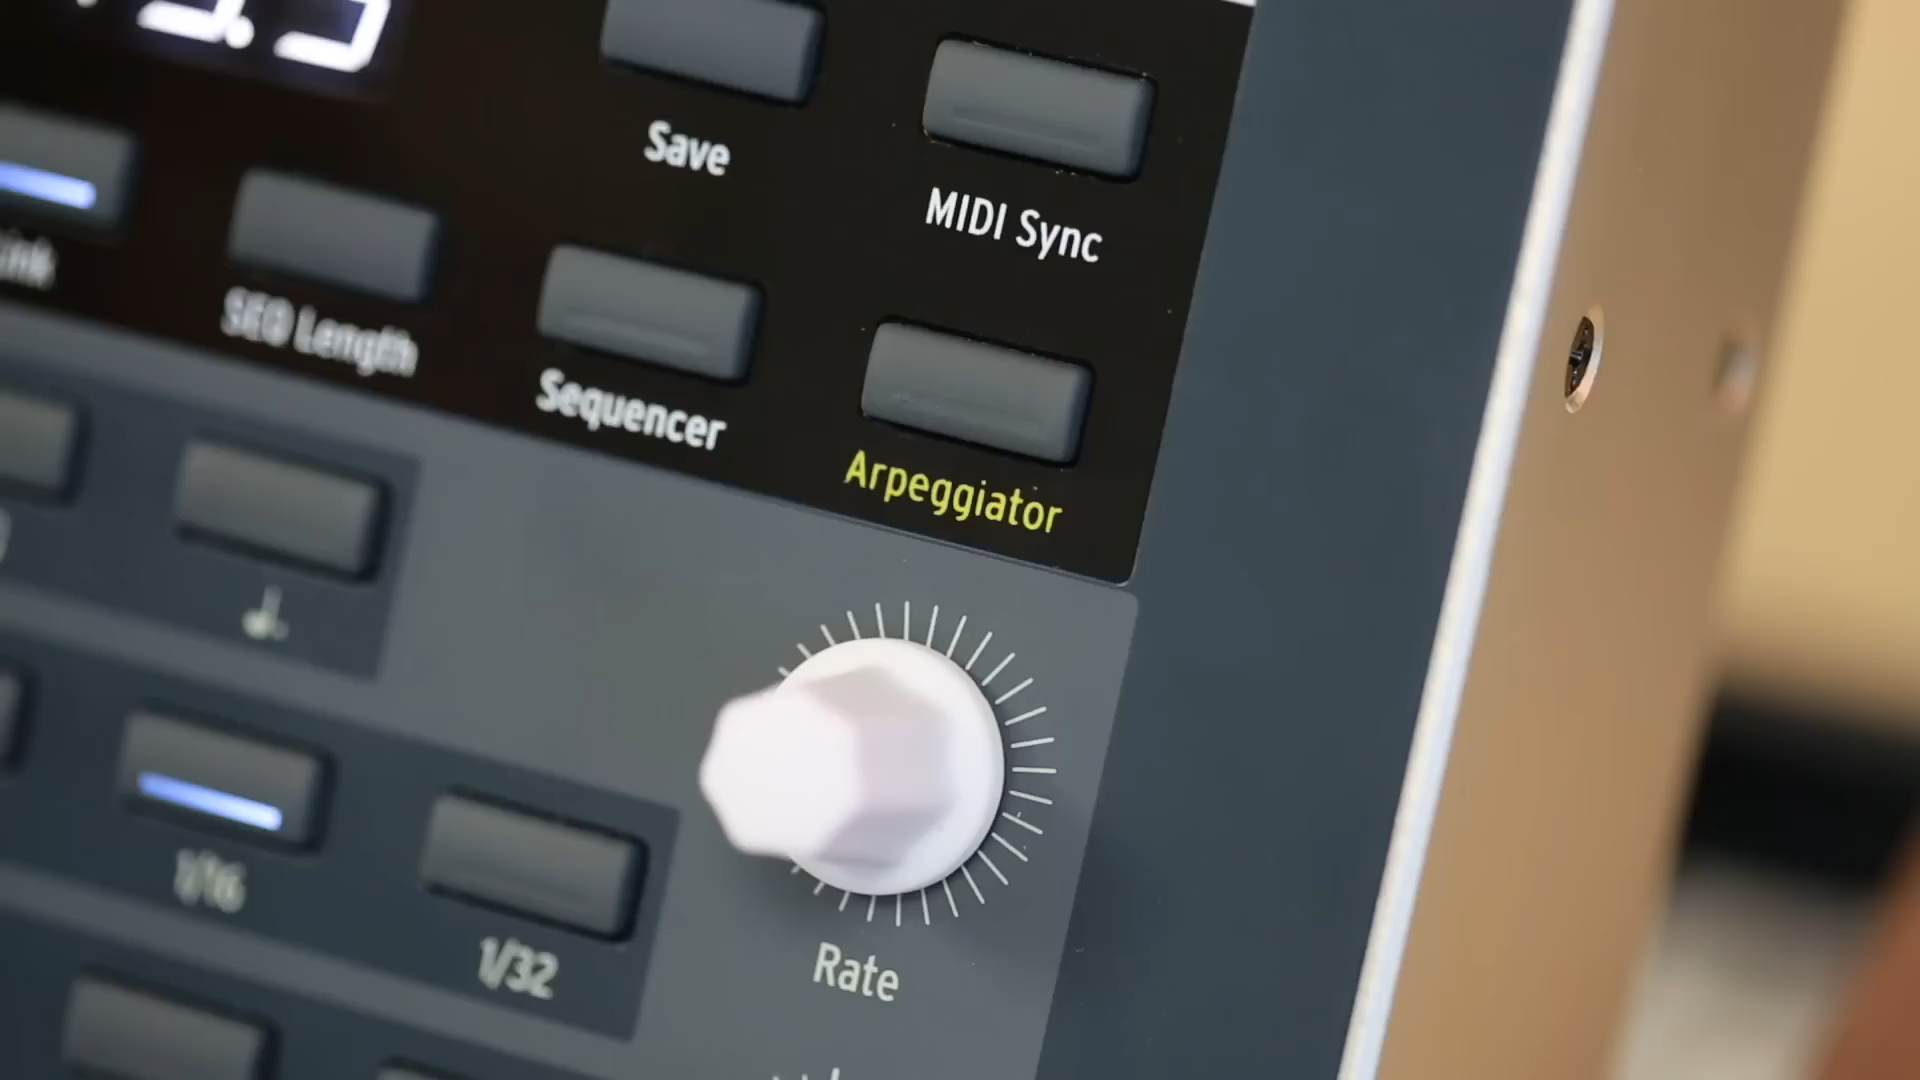 Save
MIDI Sync
SEQ Length
Sequencer
Arpeggiator
1/16
1/32
Rate